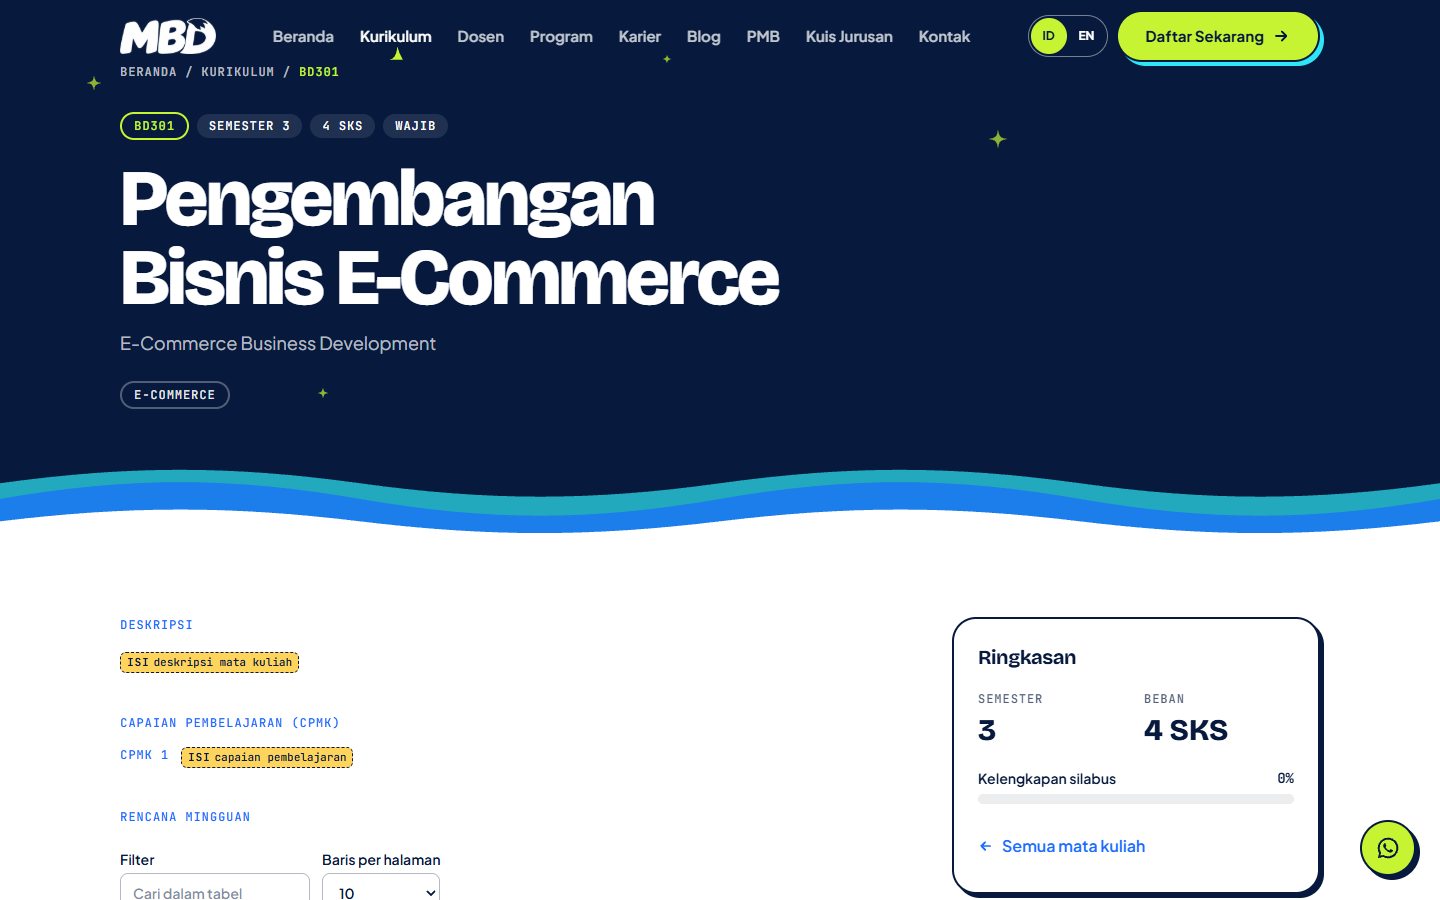 MBD
Beranda Kurikulum Dosen Program Karier Blog PMB Kuis Jurusan Kontak
ID EN
Daftar Sekarang
BERANDA / KURIKULUM / BD301
BD301 SEMESTER 3 4 SKS WAJIB
Pengembangan
Bisnis E-Commerce
E-Commerce Business Development
E-COMMERCE
DESKRIPSI
ISI deskripsi mata kuliah
CAPAIAN PEMBELAJARAN (CPMK)
CPMK 1 ISI capaian pembelajaran
RENCANA MINGGUAN
Filter Baris per halaman
Cari dalam tabel 10
Ringkasan
SEMESTER BEBAN
3 4 SKS
Kelengkapan silabus 0%
Semua mata kuliah